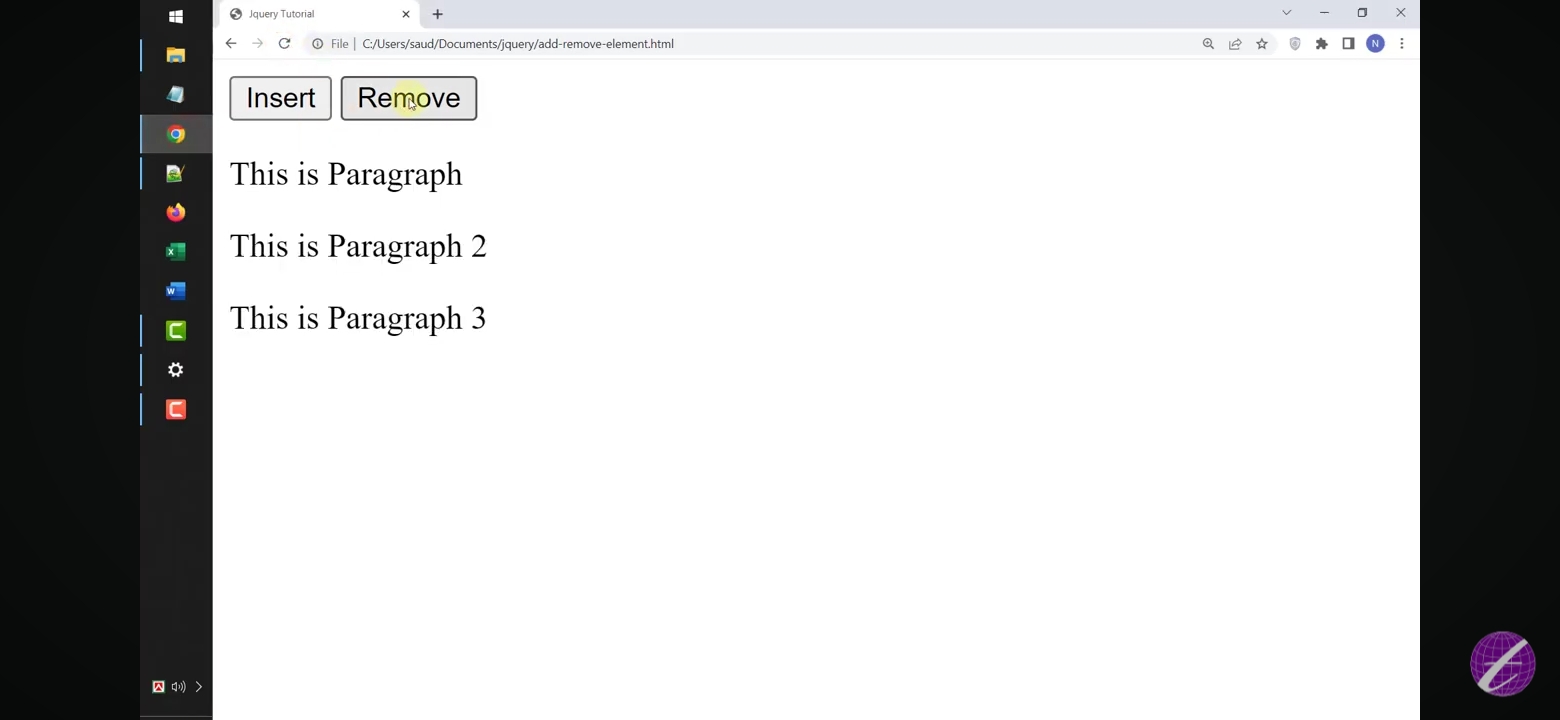 Jquery Tutorial
File | C:/Users/saud/Documents/jquery/add-remove-element.html
N
Insert Remove
This is Paragraph
This is Paragraph 2
This is Paragraph 3